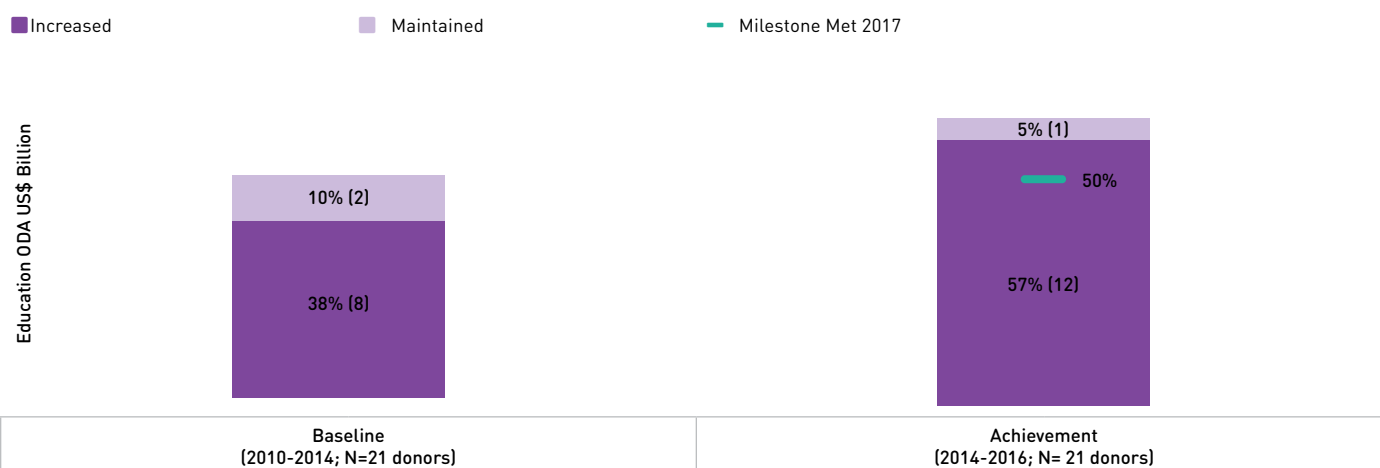 Increased
Maintained
Milestone Met 2017
Education ODA US$ Billion
10% (2)
38% (8)
5% (1)
50%
57% (12)
Baseline
(2010-2014; N=21 donors)
Achievement
(2014-2016; N= 21 donors)